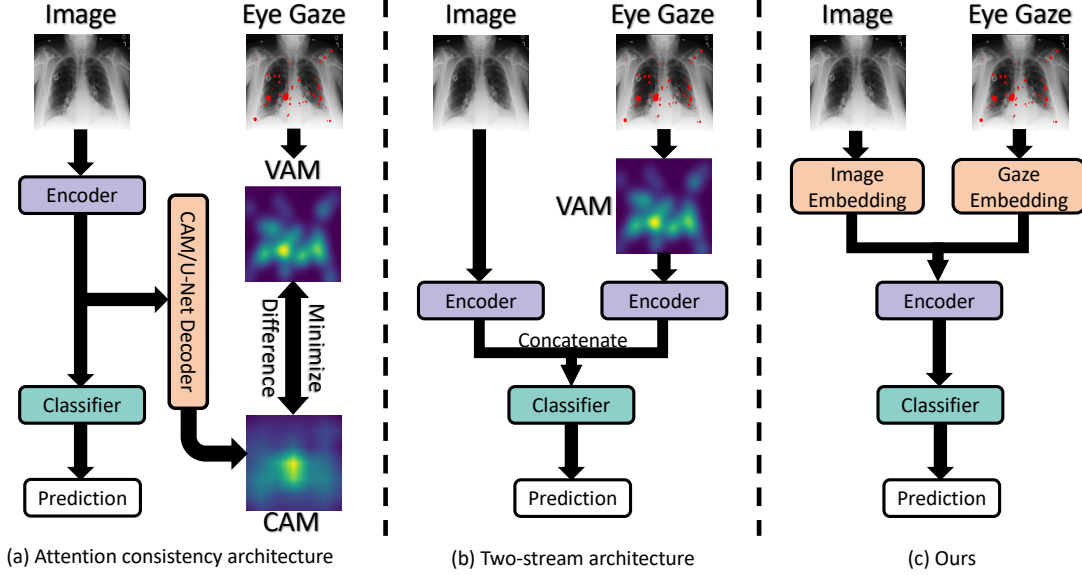 Image
Eye Gaze
Encoder
CAM/U-Net Decoder
VAM
Minimize
Difference
Classifier
Prediction
CAM
(a) Attention consistency architecture
Image
Eye Gaze
VAM
Encoder
Encoder
Concatenate
Classifier
Prediction
(b) Two-stream architecture
Image
Eye Gaze
Image
Embedding
Gaze
Embedding
Encoder
Classifier
Prediction
(c) Ours